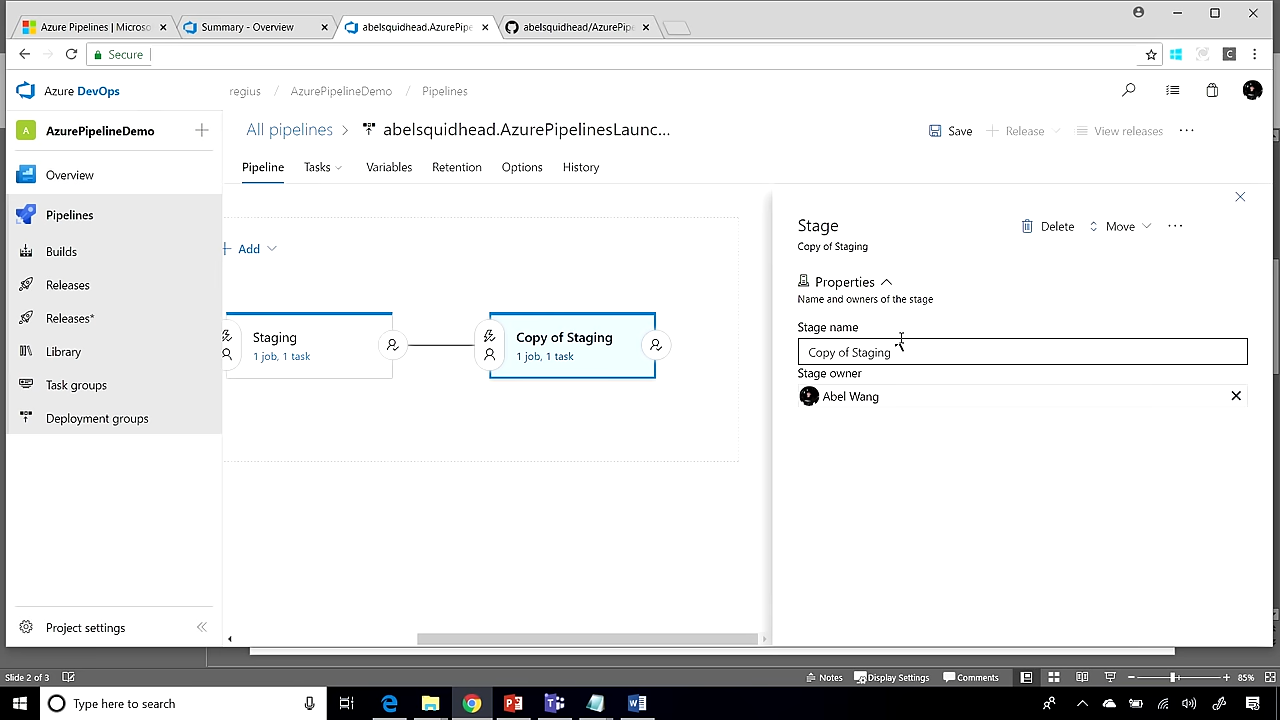 Azure Pipelines | Microso
Summary - Overview
abelsquidhead.AzurePipe
abelsquidhead/AzurePip
Secure
C
Azure DevOps
regius / AzurePipelineDemo / Pipelines
A AzurePipelineDemo
All pipelines > abelsquidhead.AzurePipelinesLaunc...
Save
Release
View releases
Overview
Pipeline
Tasks
Variables
Retention
Options
History
Pipelines
Builds
Releases
Releases*
Library
Task groups
Deployment groups
Project settings
Add
Staging
1 job, 1 task
Copy of Staging
1 job, 1 task
Stage
Copy of Staging
Delete
Move
Properties
Name and owners of the stage
Stage name
Copy of Staging
Stage owner
Abel Wang
Slide 2 of 3
Notes
Display Settings
Comments
85%
Type here to search